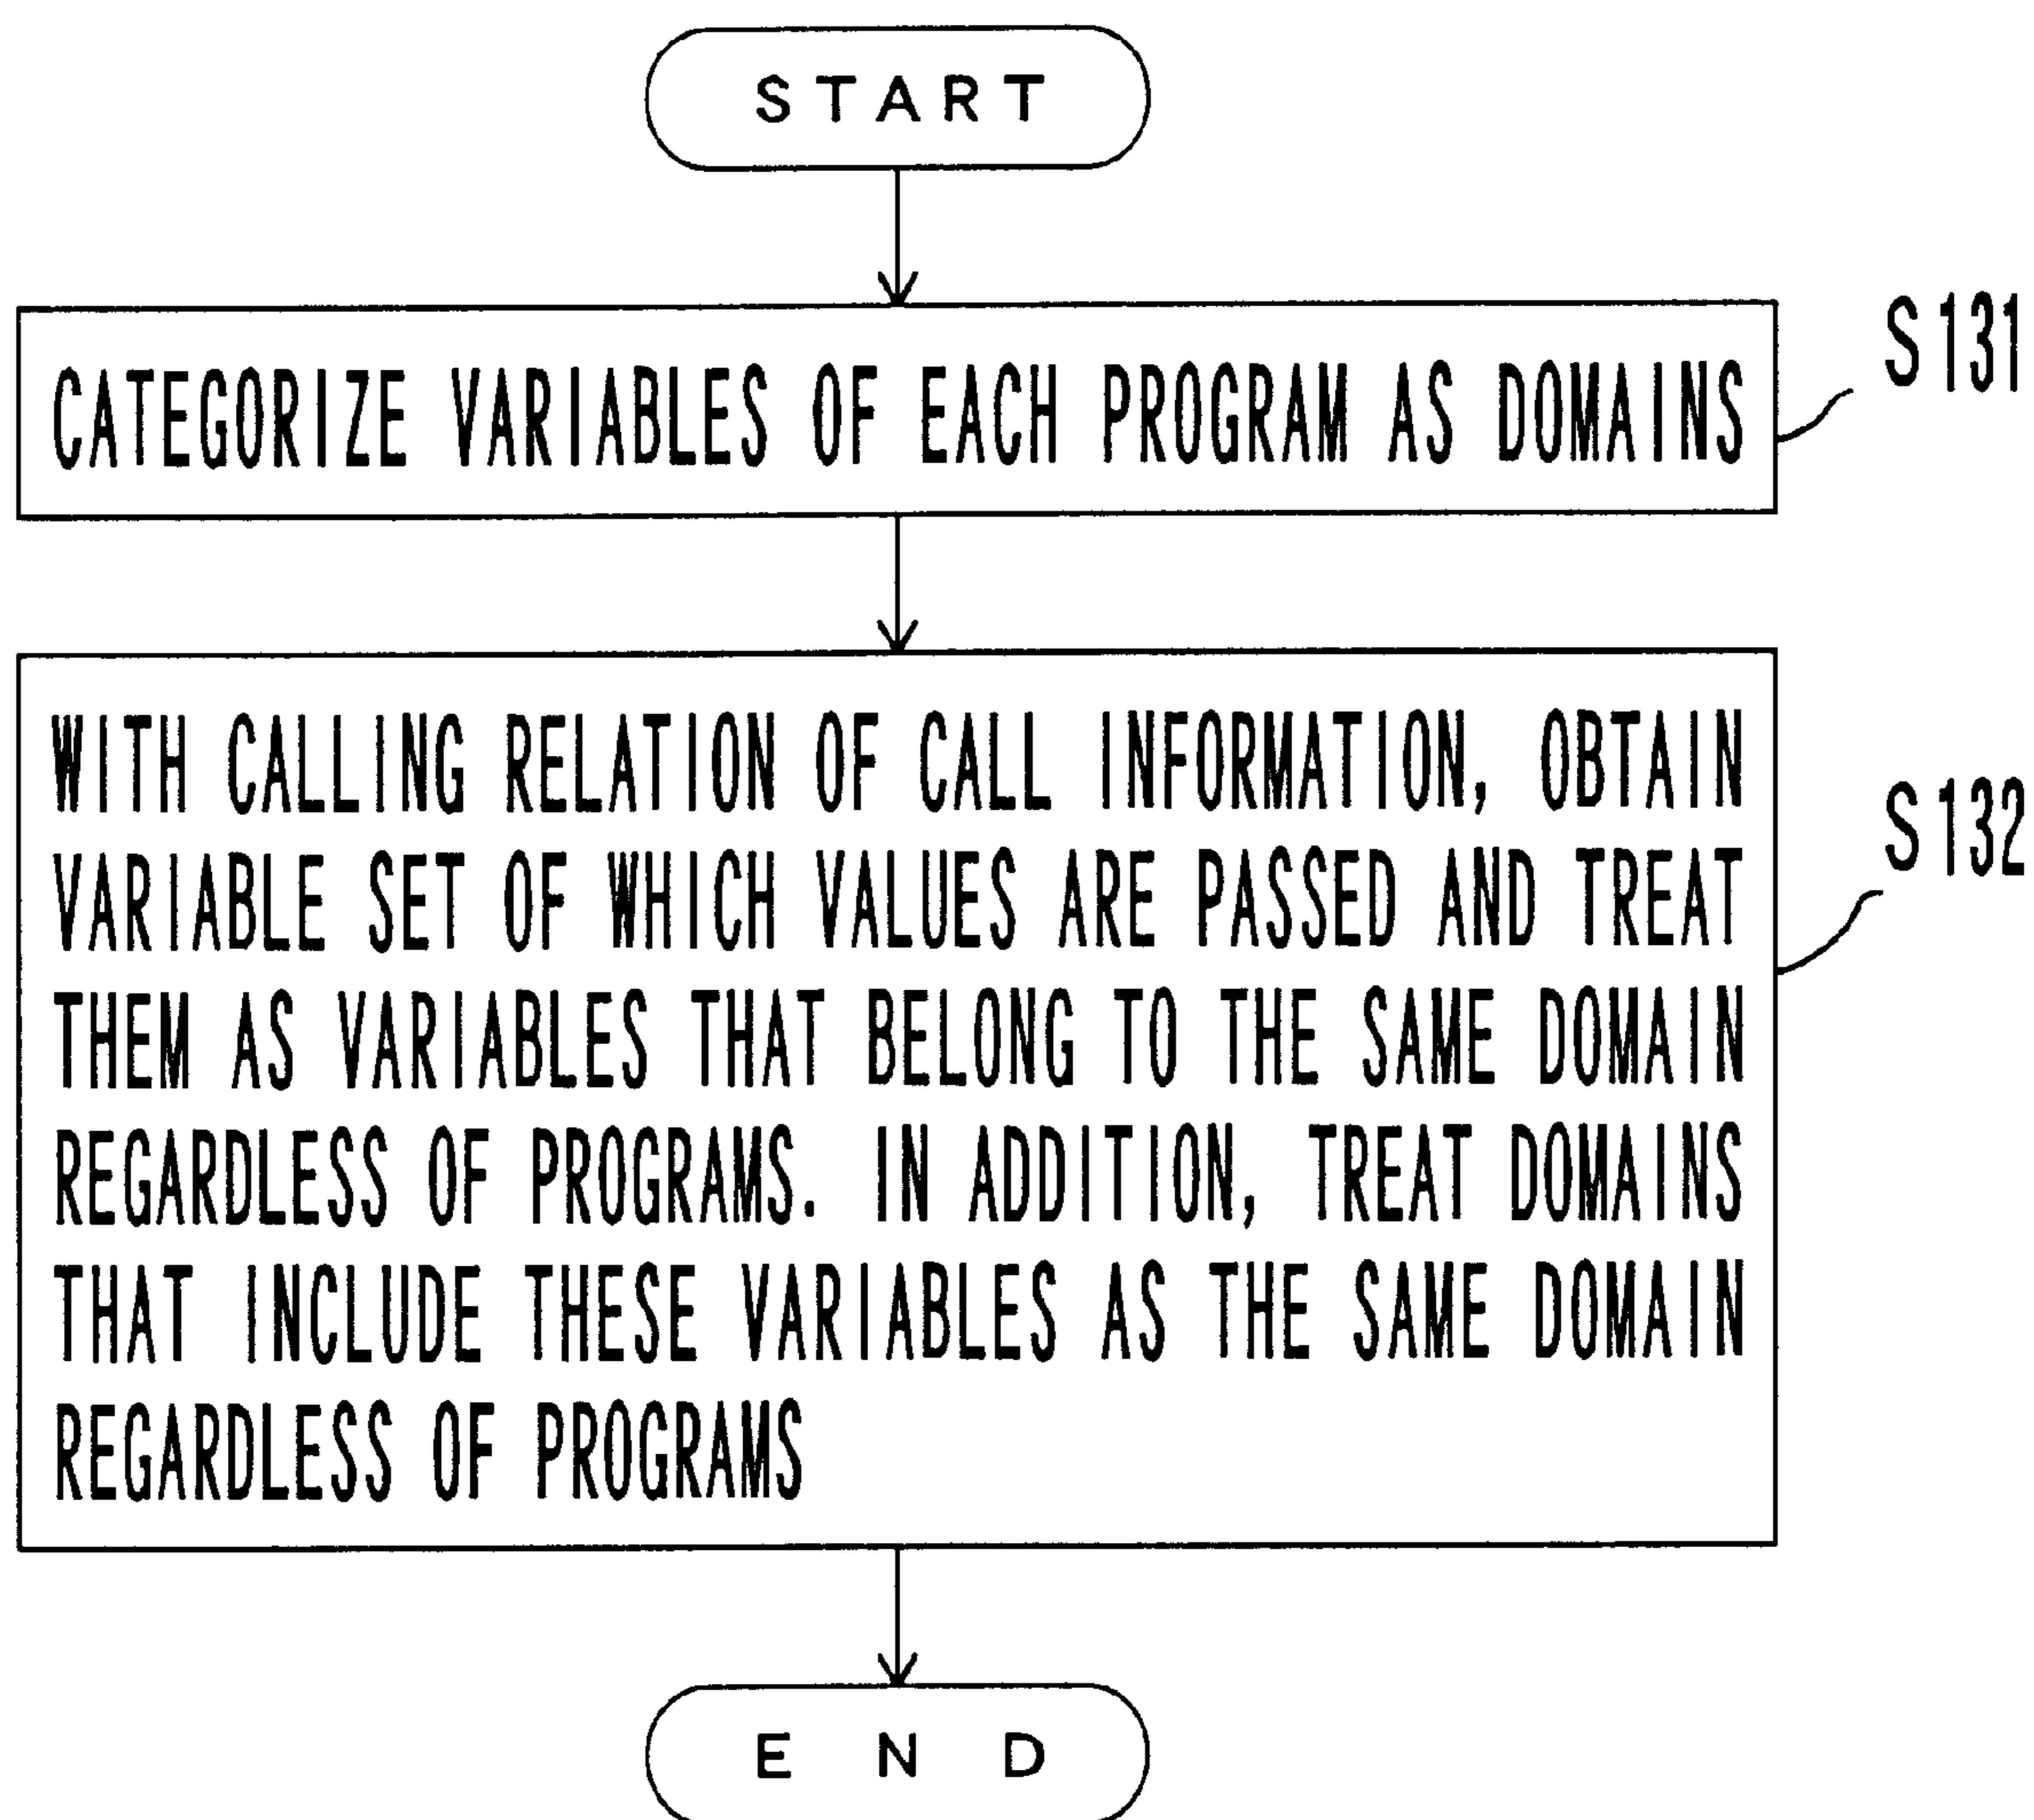 START
S131
CATEGORIZE VARIABLES OF EACH PROGRAM AS DOMAINS
WITH CALLING RELATION OF CALL INFORMATION, OBTAIN
VARIABLE SET OF WHICH VALUES ARE PASSED AND TREAT
S132
THEM AS VARIABLES THAT BELONG TO THE SAME DOMAIN
REGARDLESS OF PROGRAMS. IN ADDITION, TREAT DOMAINS
THAT INCLUDE THESE VARIABLES AS THE SAME DOMAIN
REGARDLESS OF PROGRAMS
END